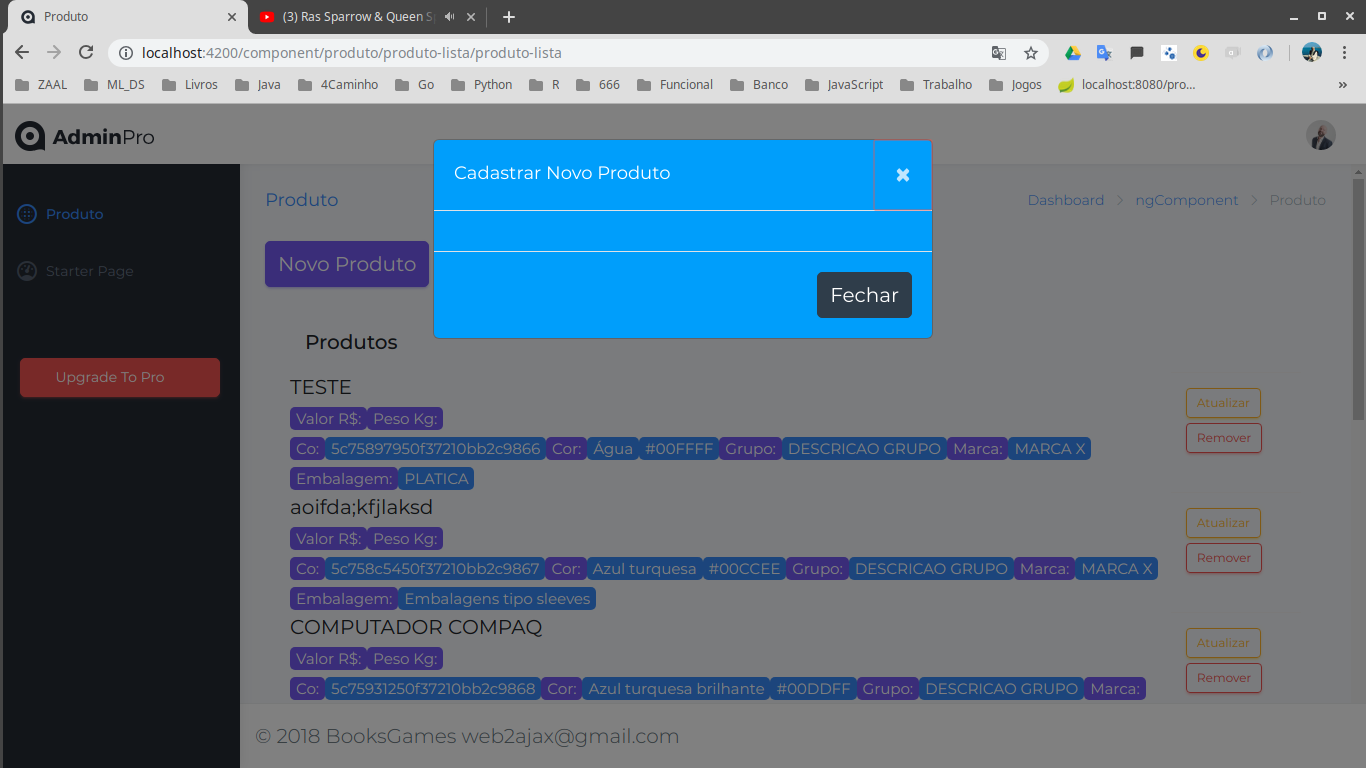 Produto
(3) Ras Sparrow & Queen S
localhost:4200/component/produto/produto-lista/produto-lista
ZAAL ML_DS Livros Java 4Caminho Go Python R 666 Funcional Banco JavaScript Trabalho Jogos localhost:8080/pro... »
AdminPro
Cadastrar Novo Produto
Produto
Starter Page
Upgrade To Pro
Produto
Dashboard > ngComponent > Produto
Novo Produto
Fechar
Produtos
TESTE
Valor R$: Peso Kg:
Co: 5c75897950f37210bb2c9866 Cor: Água #00FFFF Grupo: DESCRICAO GRUPO Marca: MARCA X
Embalagem: PLATICA
Atualizar
Remover
aoifda;kfjlaksd
Valor R$: Peso Kg:
Co: 5c758c5450f37210bb2c9867 Cor: Azul turquesa #00CCEE Grupo: DESCRICAO GRUPO Marca: MARCA X
Embalagem: Embalagens tipo sleeves
Atualizar
Remover
COMPUTADOR COMPAQ
Valor R$: Peso Kg:
Co: 5c75931250f37210bb2c9868 Cor: Azul turquesa brilhante #00DDFF Grupo: DESCRICAO GRUPO Marca:
Atualizar
Remover
© 2018 BooksGames web2ajax@gmail.com